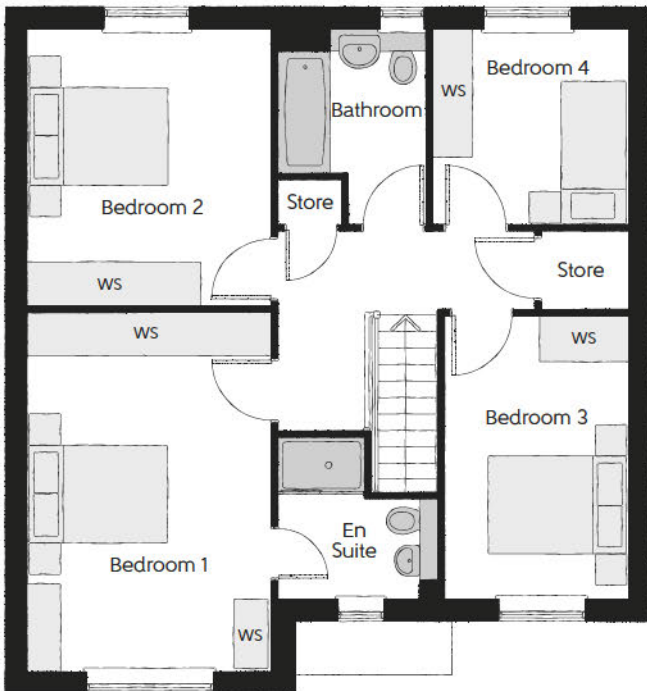 Bedroom 4
WS
Bathroom
Bedroom 2
Store
Store
WS
WS
WS
Bedroom 3
En
Suite
Bedroom 1
WS